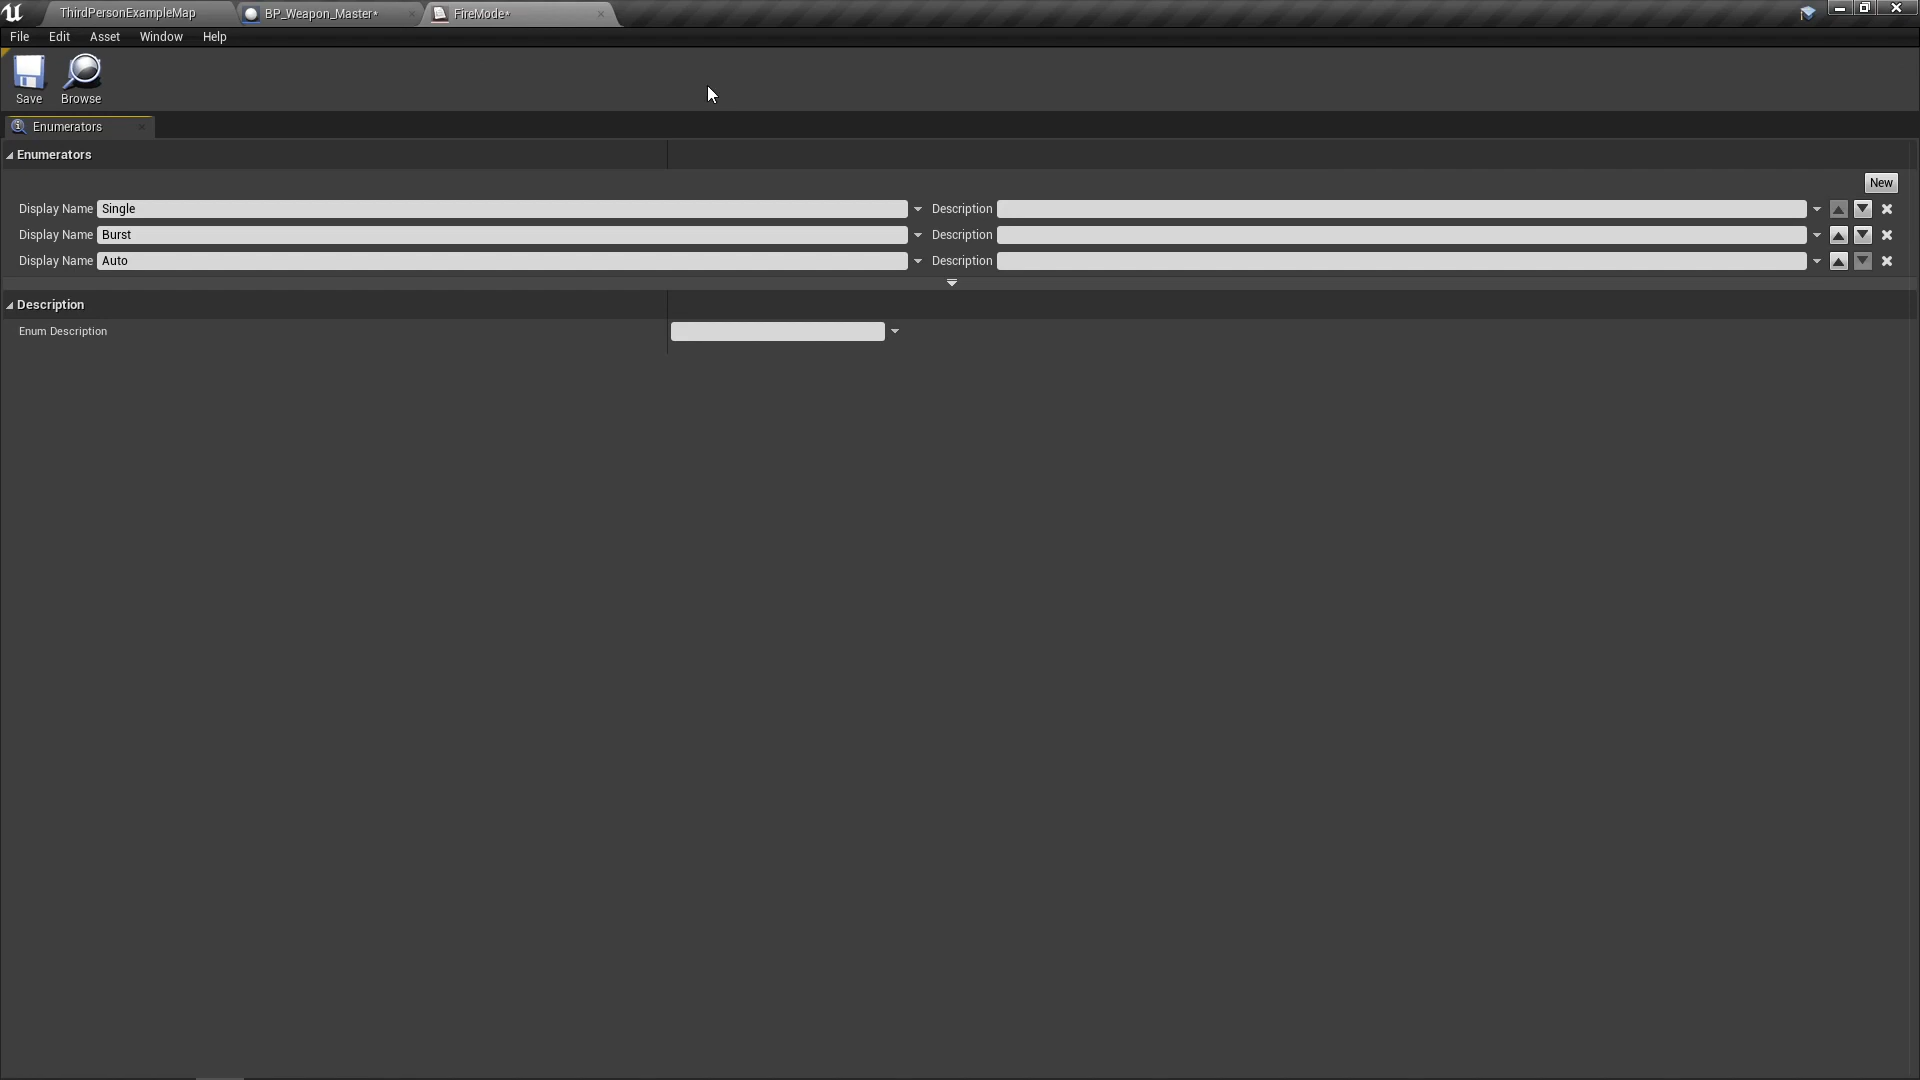 ThirdPersonExampleMap BP_Weapon_Master* FireMode*
File Edit Asset Window Help
Save Browse
Enumerators
Enumerators
New
Display Name Single Description
Display Name Burst Description
Display Name Auto Description
Description
Enum Description